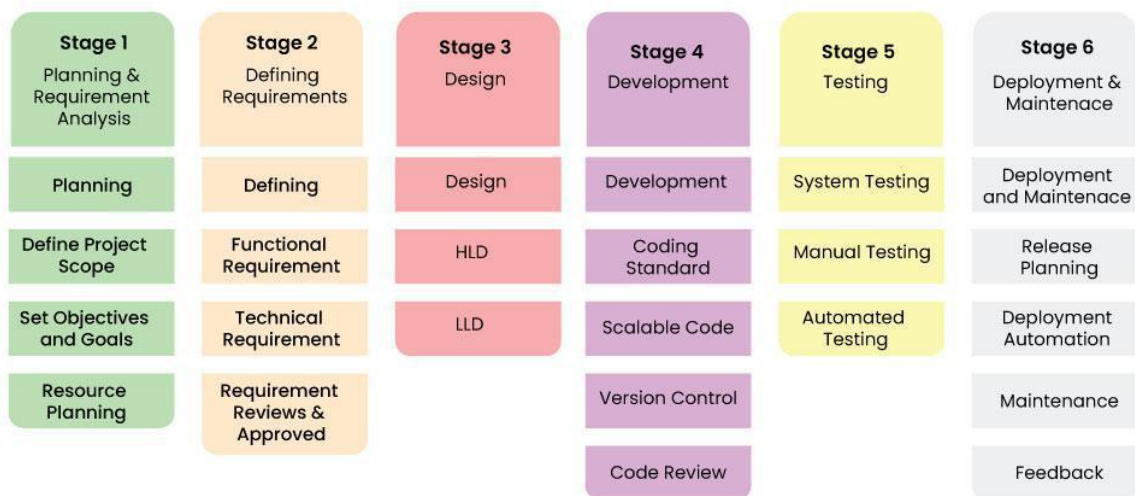 Stage 1
Planning &
Requirement
Analysis
Planning
Define Project
Scope
Set Objectives
and Goals
Resource
Planning
Stage 2
Defining
Requirements
Defining
Functional
Requirement
Technical
Requirement
Requirement
Reviews &
Approved
Stage 3
Design
Design
HLD
LLD
Stage 4
Development
Development
Coding
Standard
Scalable Code
Version Control
Code Review
Stage 5
Testing
System Testing
Manual Testing
Automated
Testing
Stage 6
Deployment &
Maintenace
Deployment
and Maintenace
Release
Planning
Deployment
Automation
Maintenance
Feedback